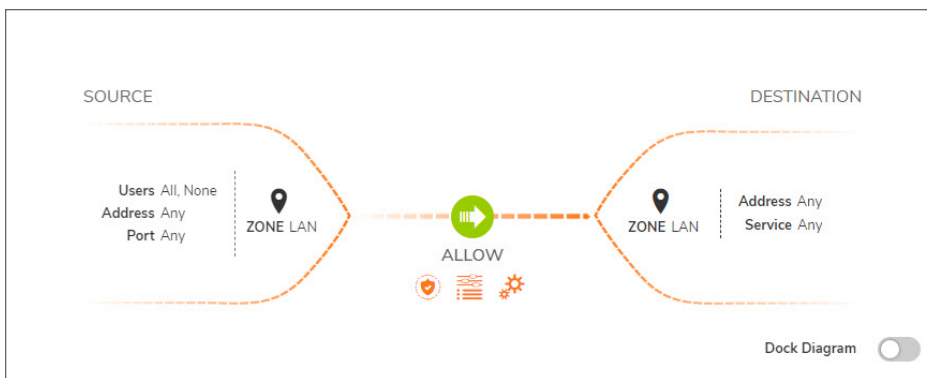 SOURCE
DESTINATION
Users All, None
Address Any
Port Any
ZONE LAN
ALLOW
ZONE LAN
Address Any
Service Any
Dock Diagram